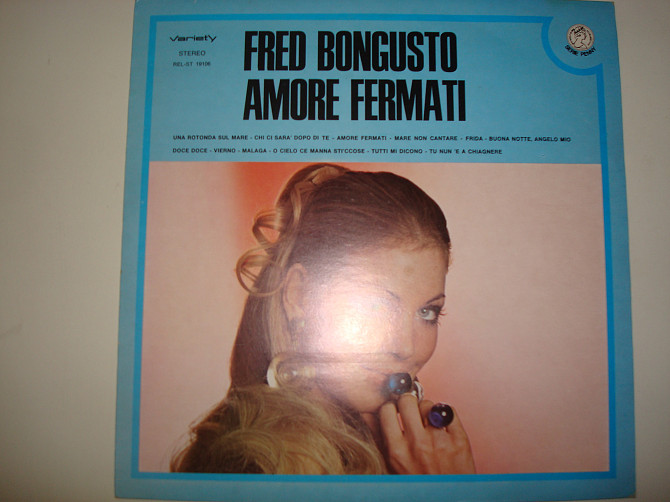 Variety
STEREO
REL-ST 19108
FRED BONGUSTO
AMORE FERMATI
UNA ROTONDA SUL MARE - CHI CI SARA' DOPO DI TE - AMORE FERMATI - MARE NON CANTARE - FRIDA - BUONA NOTTE, ANGELO MIO
DOCE DOCE - VIERNO - MALAGA - O CIELO CE MANNA STI'CCOSE - TUTTI MI DICONO - TU NUN 'E A CHIAGNERE